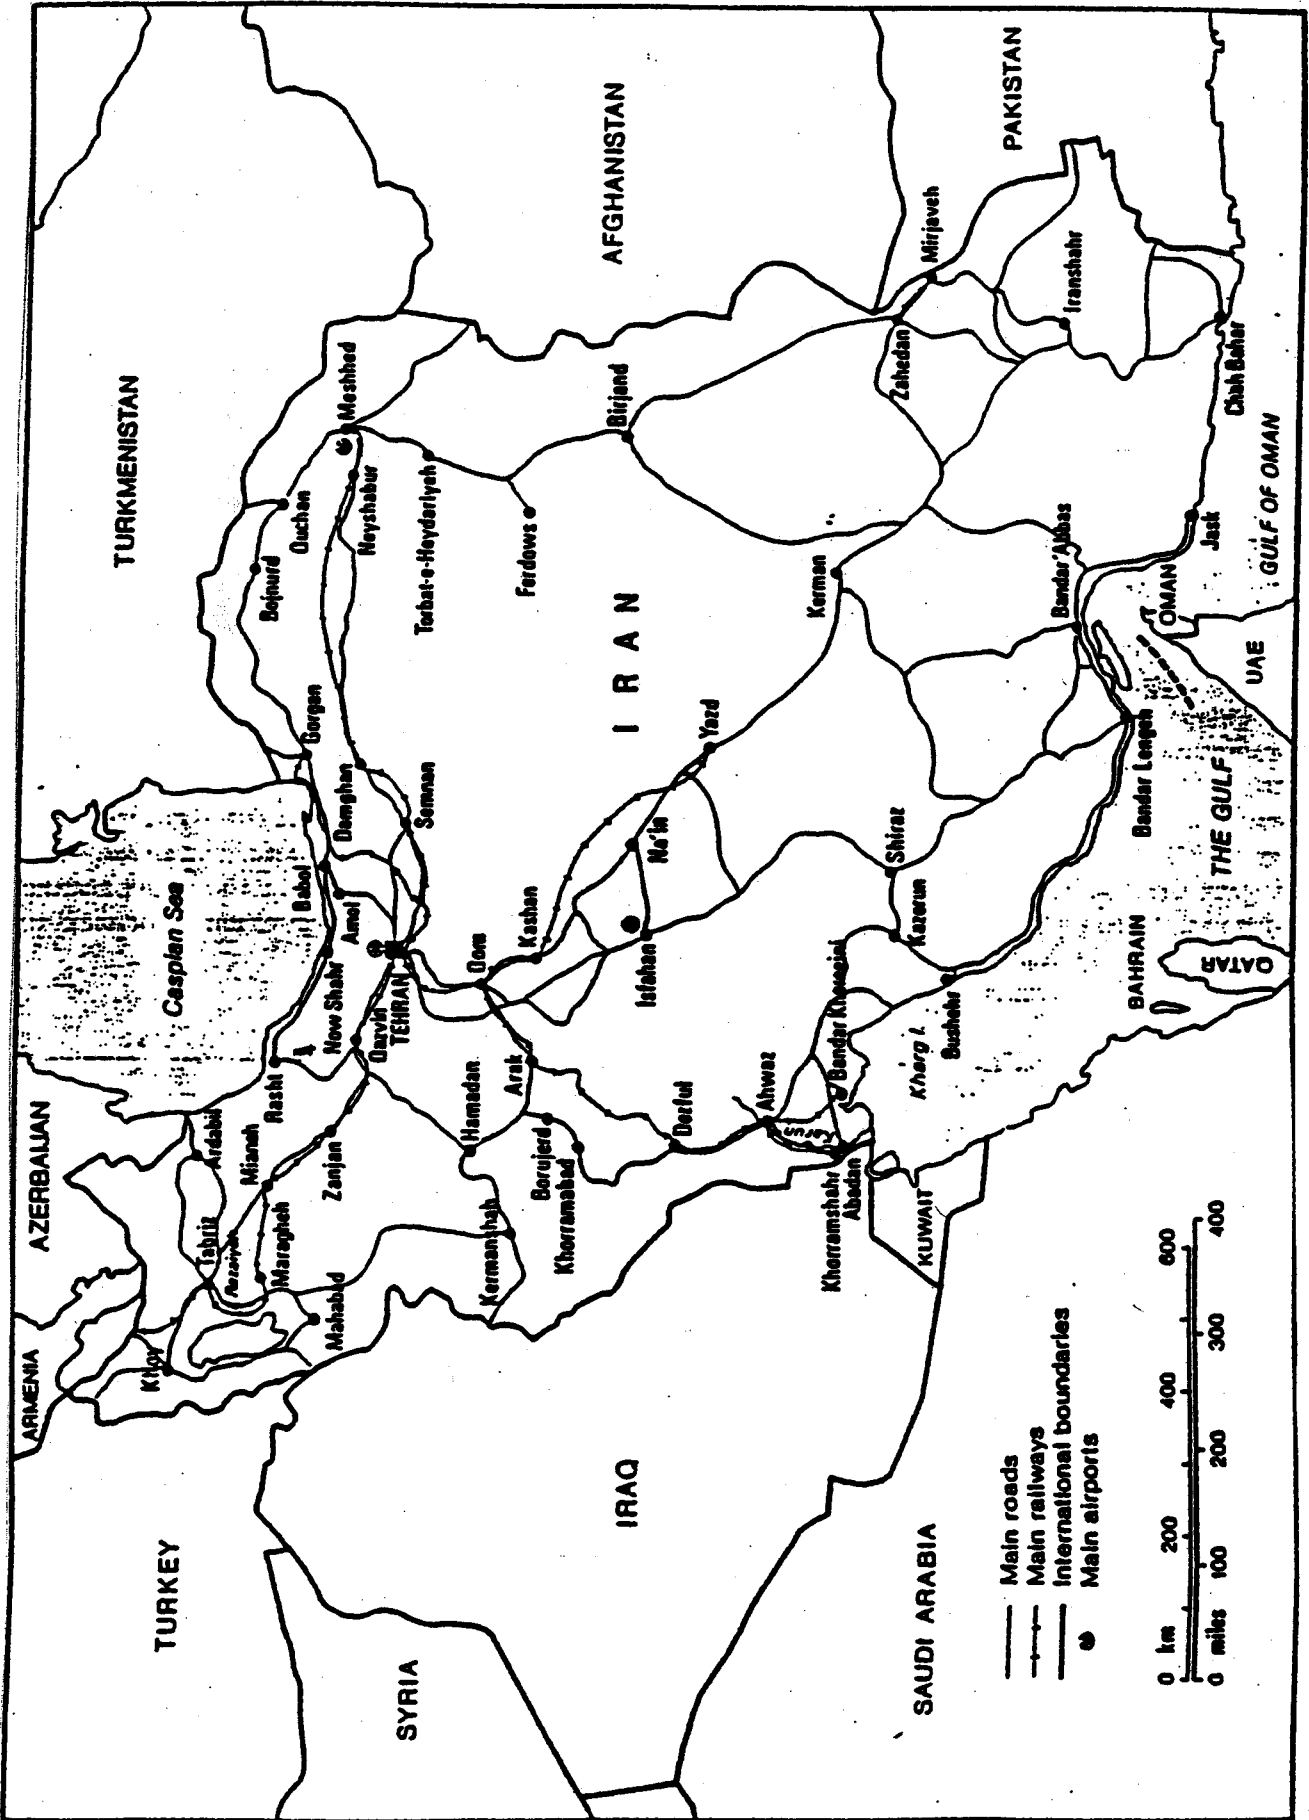 TURKEY
ARMENIA
AZERBAIJAN
Caspian Sea
TURKMENISTAN
SYRIA
IRAQ
I R A N
AFGHANISTAN
PAKISTAN
SAUDI ARABIA
KUWAIT
BAHRAIN
QATAR
THE GULF
UAE
OMAN
GULF OF OMAN
Khoy
Tabriz
Ardabil
Mianeh
Maragheh
Mahabad
Zanjan
Rasht
Qazvin
Now Shahr
TEHRAN
Amol
Babol
Gorgan
Damghan
Semnan
Bojnurd
Quchan
Meshhed
Neyshabur
Torbat-e-Heydariyeh
Ferdows
Birjand
Kermanshah
Hamadan
Arak
Qom
Kashan
Borujerd
Khorramabad
Dezful
Isfahan
Na'in
Yazd
Kerman
Zahedan
Mirjaveh
Iranshahr
Chah Bahar
Jask
Bandar 'Abbas
Bandar Lengeh
Shiraz
Kazerun
Bushehr
Kharg I.
Ahwaz
Karun
Khorramshahr
Abadan
Main roads
Main railways
International boundaries
Main airports
0 km 200 400 600
0 miles 100 200 300 400